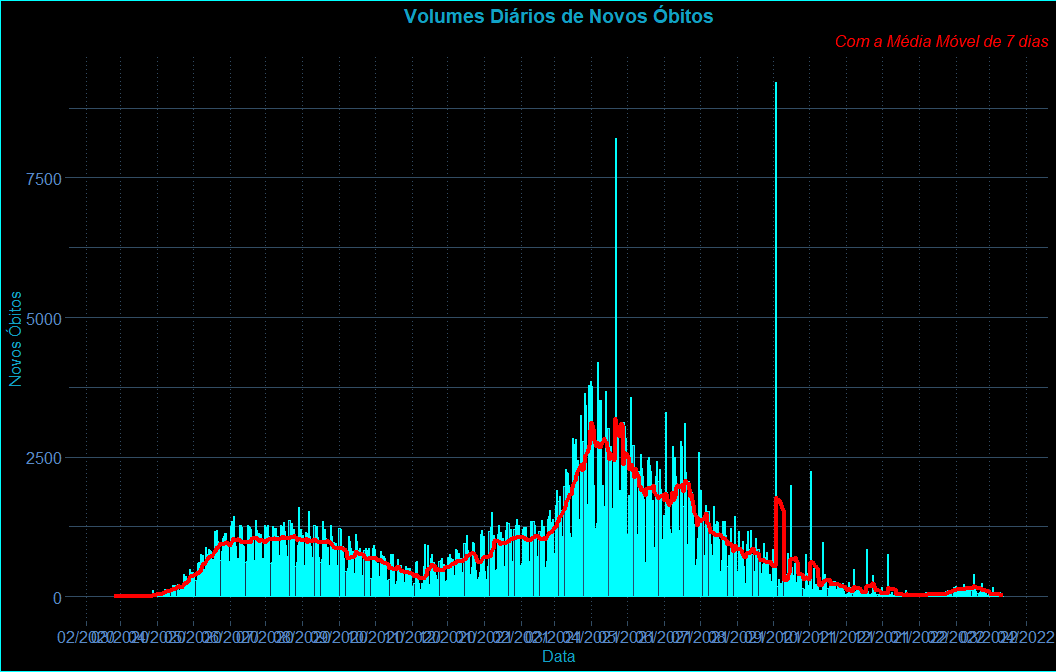 Volumes Diários de Novos Óbitos
Com a Média Móvel de 7 dias
Novos Óbitos
7500
5000
2500
0
Data